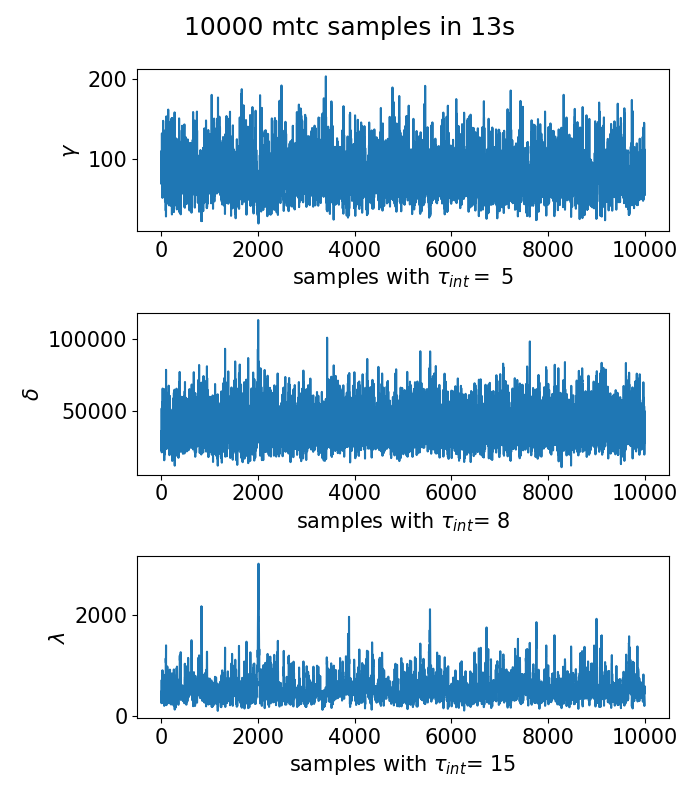 10000 mtc samples in 13s
200
100
γ
0 2000 4000 6000 8000 10000
samples with τint = 5
100000
50000
δ
0 2000 4000 6000 8000 10000
samples with τint= 8
2000
0
λ
0 2000 4000 6000 8000 10000
samples with τint= 15